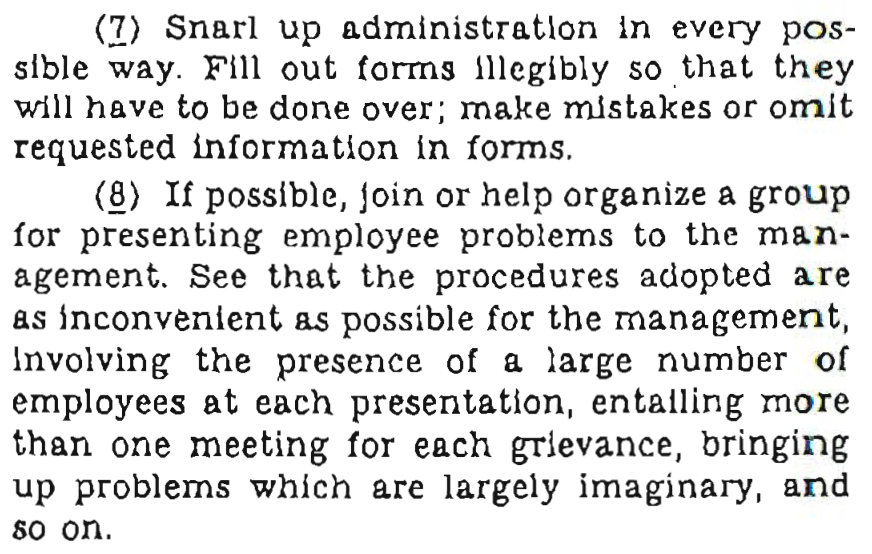 (7) Snarl up administration in every pos-
sible way. Fill out forms illegibly so that they
will have to be done over; make mistakes or omit
requested information in forms.
(8) If possible, join or help organize a group
for presenting employee problems to the man-
agement. See that the procedures adopted are
as inconvenient as possible for the management,
involving the presence of a large number of
employees at each presentation, entailing more
than one meeting for each grievance, bringing
up problems which are largely imaginary, and
so on.